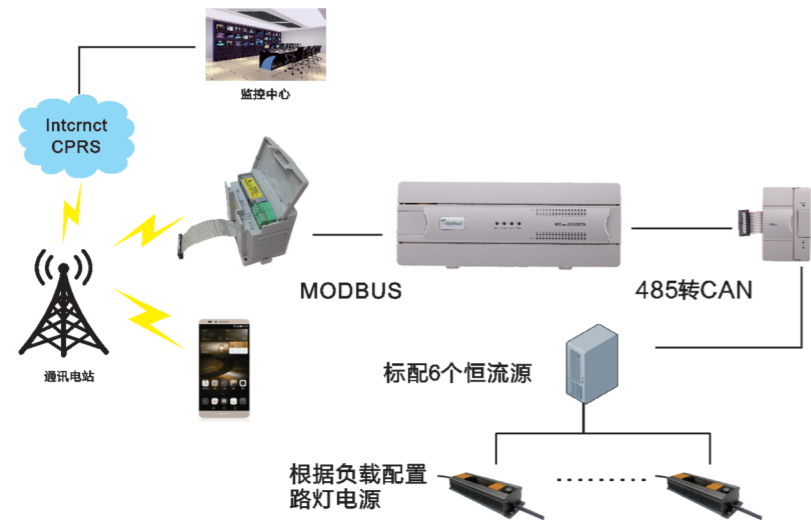 监控中心
Intcrnct
CPRS
MODBUS
485转CAN
通讯电站
标配6个恒流源
根据负载配置
路灯电源